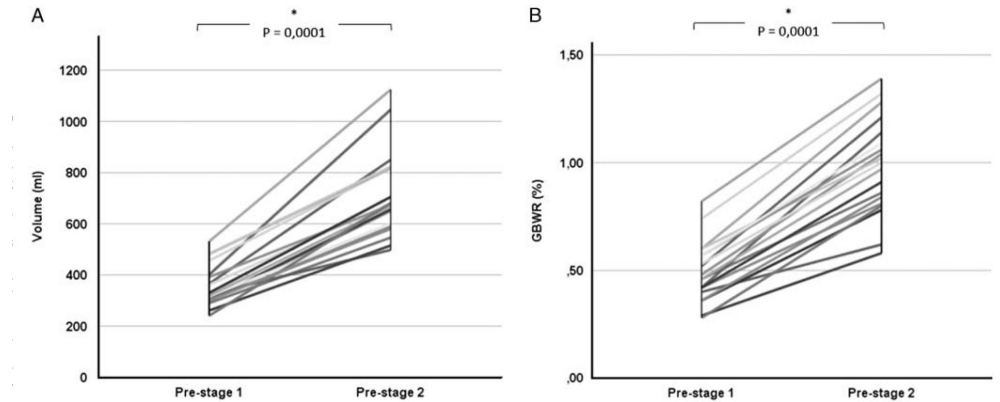 A
*
P = 0,0001
Volume (ml)
1200
1000
800
600
400
200
0
Pre-stage 1
Pre-stage 2
B
*
P = 0,0001
GBWR (%)
1,50
1,00
,50
,00
Pre-stage 1
Pre-stage 2